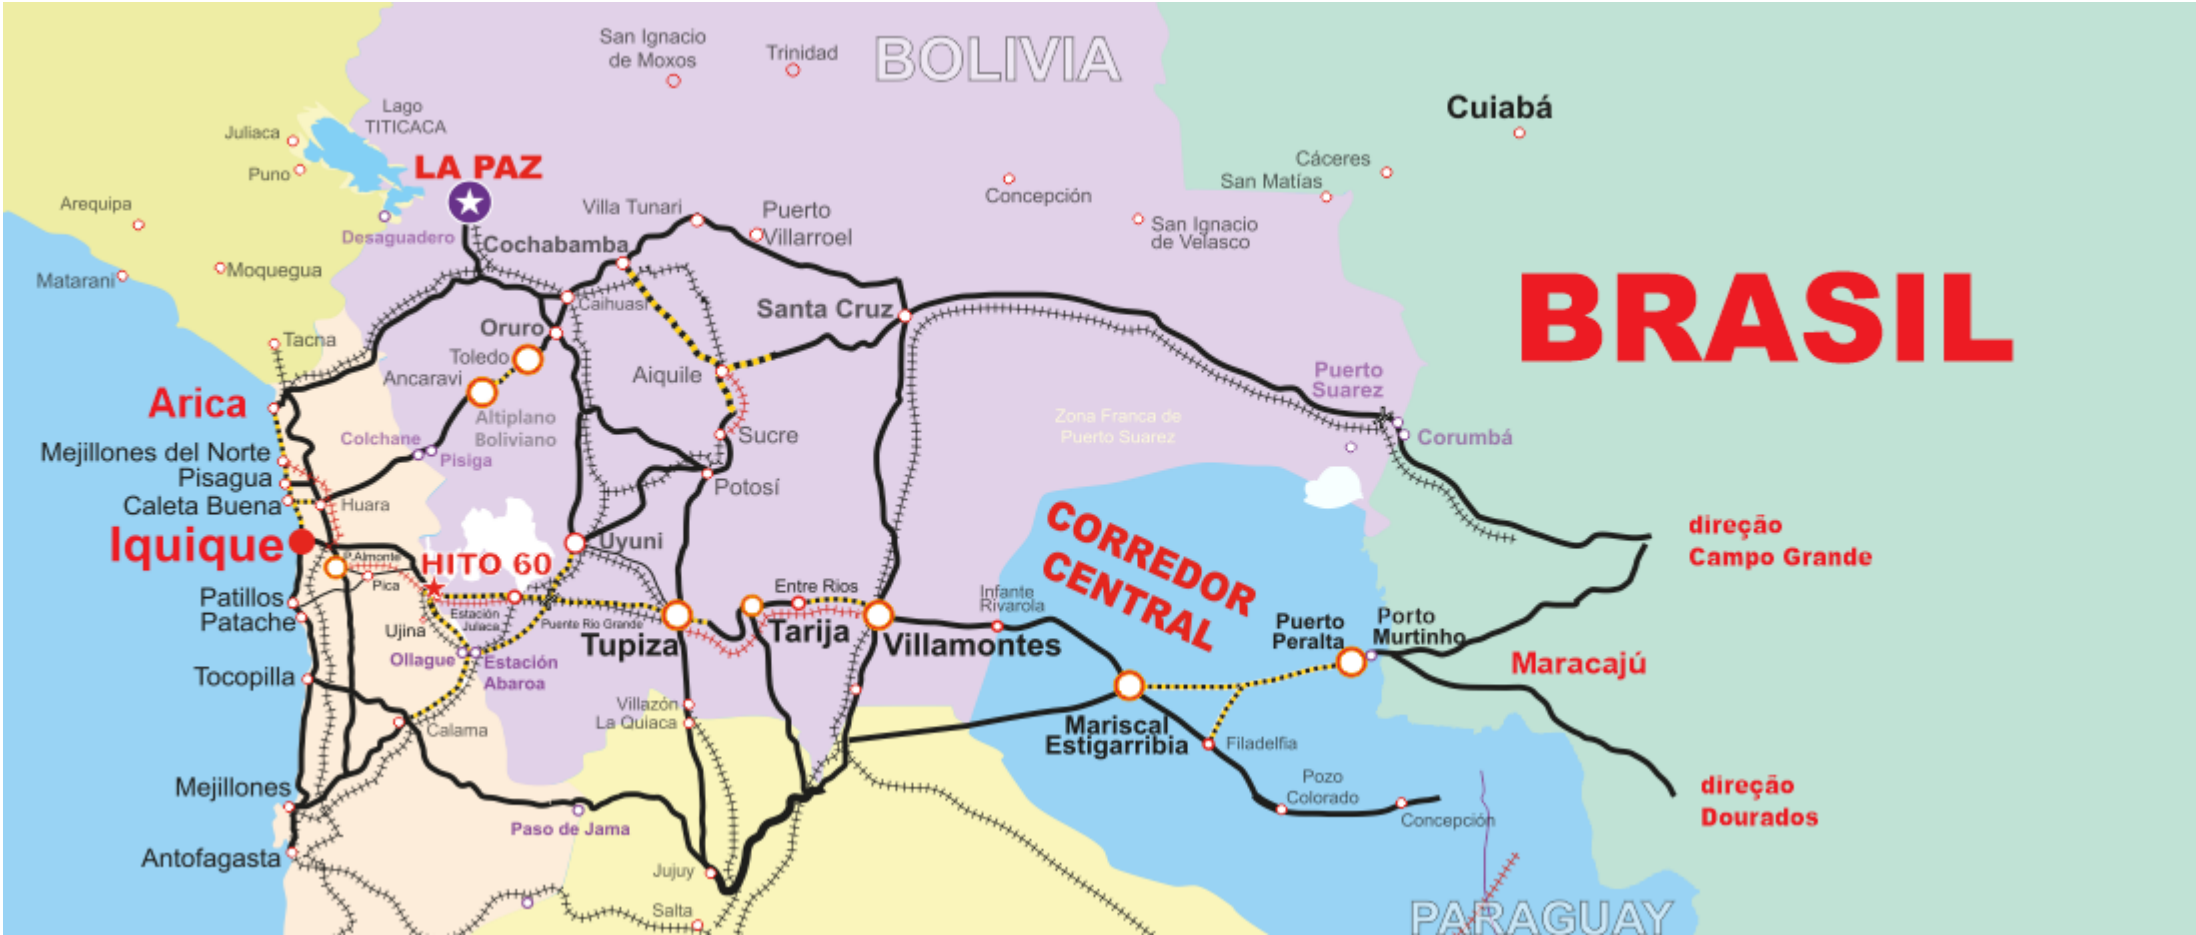 San Ignacio
de Moxos
Trinidad
BOLIVIA
Cuiabá
Lago
TITICACA
Juliaca
Puno
LA PAZ
Cáceres
San Matías
Concepción
Arequipa
Villa Tunari
Puerto
Villarroel
San Ignacio
de Velasco
Desaguadero
Cochabamba
Moquegua
Matarani
BRASIL
Caihuasi
Santa Cruz
Oruro
Tacna
Toledo
Ancaravi
Aiquile
Puerto
Suarez
Arica
Altiplano
Boliviano
Zona Franca de
Puerto Suarez
Colchane
Pisiga
Sucre
Corumbá
Mejillones del Norte
Pisagua
Caleta Buena
Huara
Potosí
Iquique
P.Almonte
Pica
HITO 60
Uyuni
CORREDOR
CENTRAL
direção
Campo Grande
Patillos
Patache
Estación
Julaca
Ujina
Puente Rio Grande
Entre Rios
Infante
Rivarola
Tupiza
Tarija
Villamontes
Puerto
Peralta
Porto
Murtinho
Maracajú
Ollague
Estación
Abaroa
Tocopilla
Calama
Villazón
La Quiaca
Mariscal
Estigarribia
Filadelfia
Mejillones
Paso de Jama
Pozo
Colorado
Concepción
direção
Dourados
Antofagasta
Jujuy
Salta
PARAGUAY